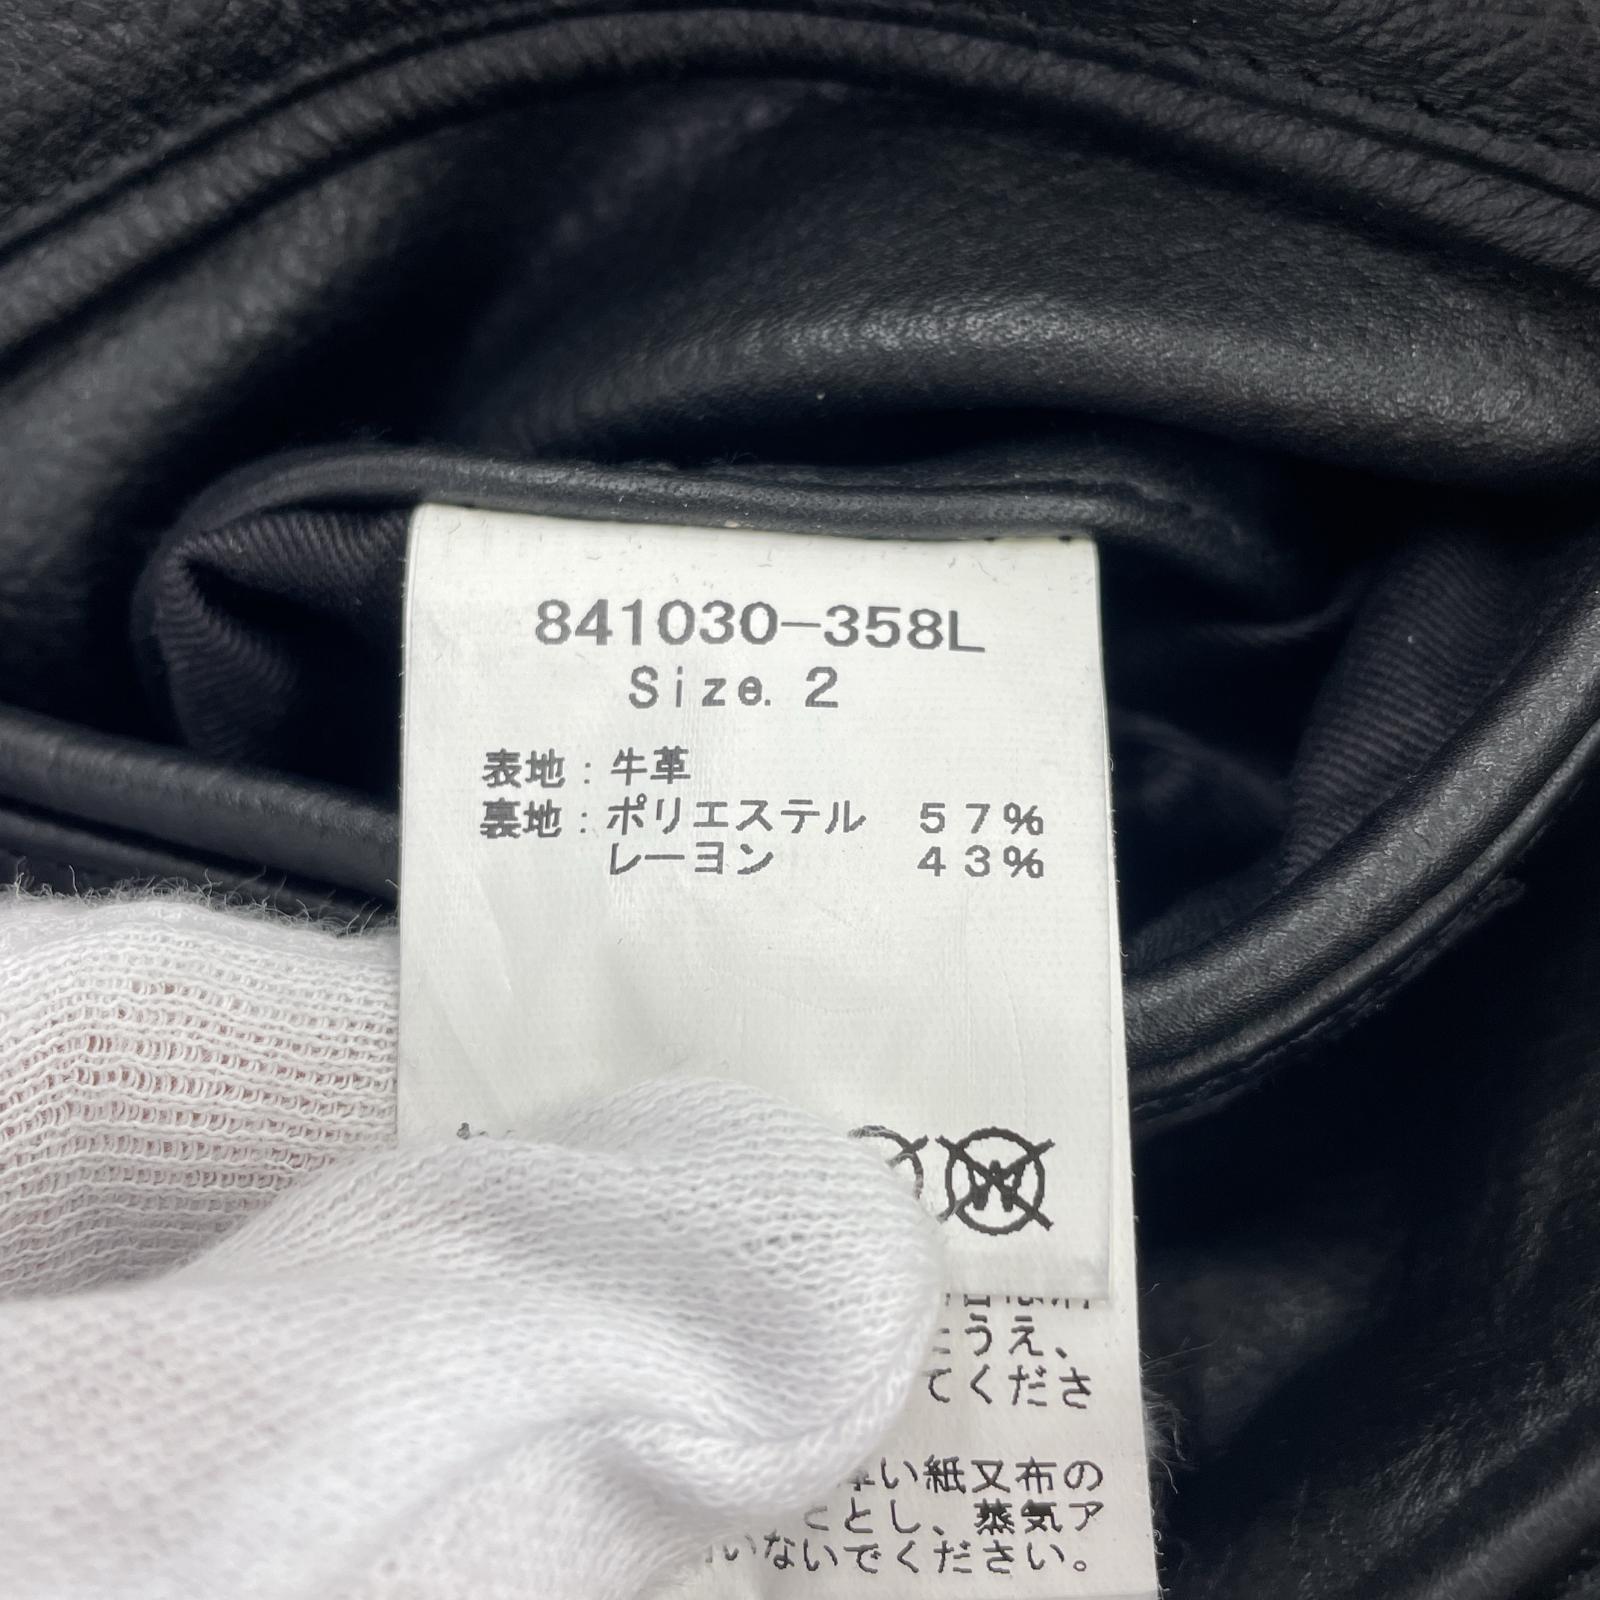 841030-358L
Size. 2
表地：牛革
裏地：ポリエステル 57%
レーヨン 43%
うえ、
てくださ
い紙又布の
ことし、蒸気ア
いないでください。